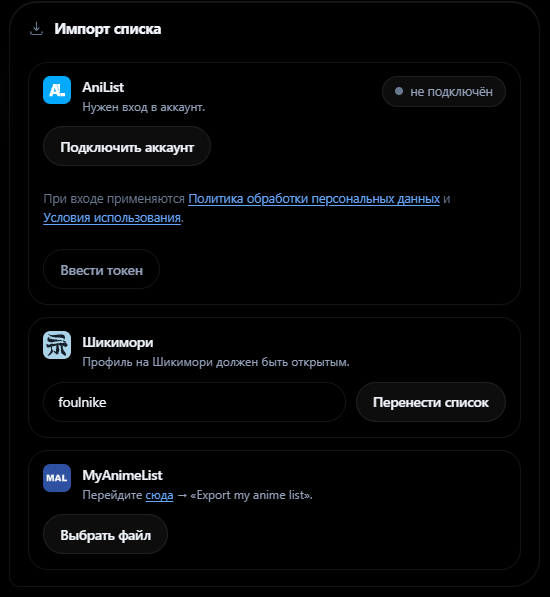 Импорт списка
AL
AniList
не подключён
Нужен вход в аккаунт.
Подключить аккаунт
При входе применяются Политика обработки персональных данных и
Условия использования.
Ввести токен
示
Шикимори
Профиль на Шикимори должен быть открытым.
foulnike
Перенести список
MAL
MyAnimeList
Перейдите сюда → «Export my anime list».
Выбрать файл